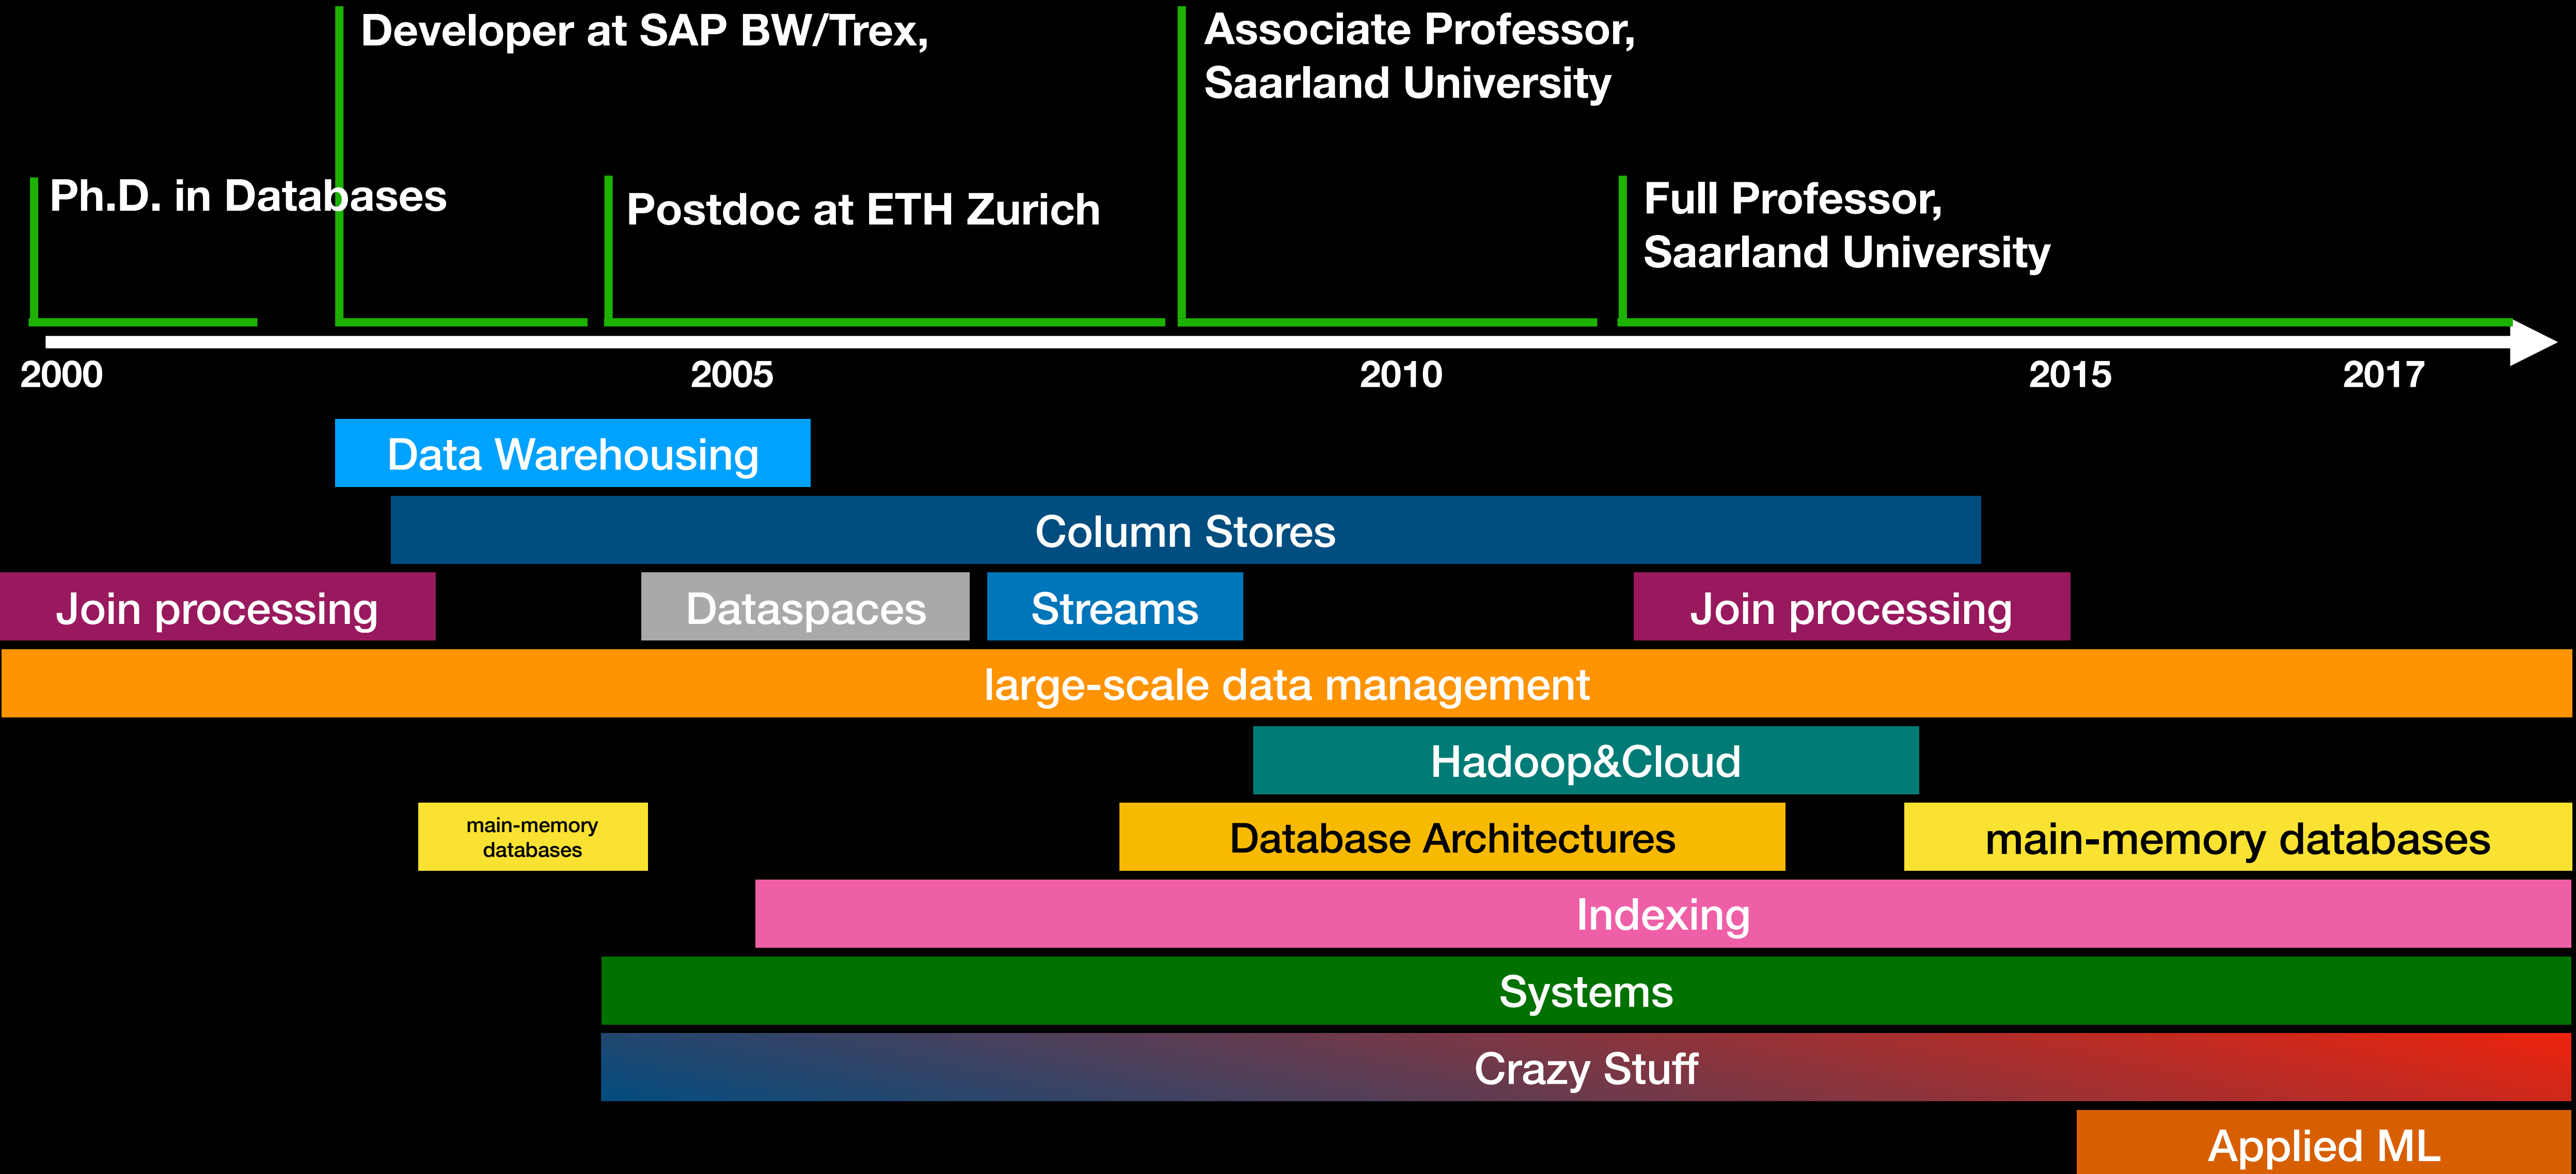 Developer at SAP BW/Trex,
Associate Professor,
Saarland University
Ph.D. in Databases
Postdoc at ETH Zurich
Full Professor,
Saarland University
2000
2005
2010
2015
2017
Data Warehousing
Column Stores
Join processing
Dataspaces
Streams
Join processing
large-scale data management
Hadoop&Cloud
main-memory
databases
Database Architectures
main-memory databases
Indexing
Systems
Crazy Stuff
Applied ML